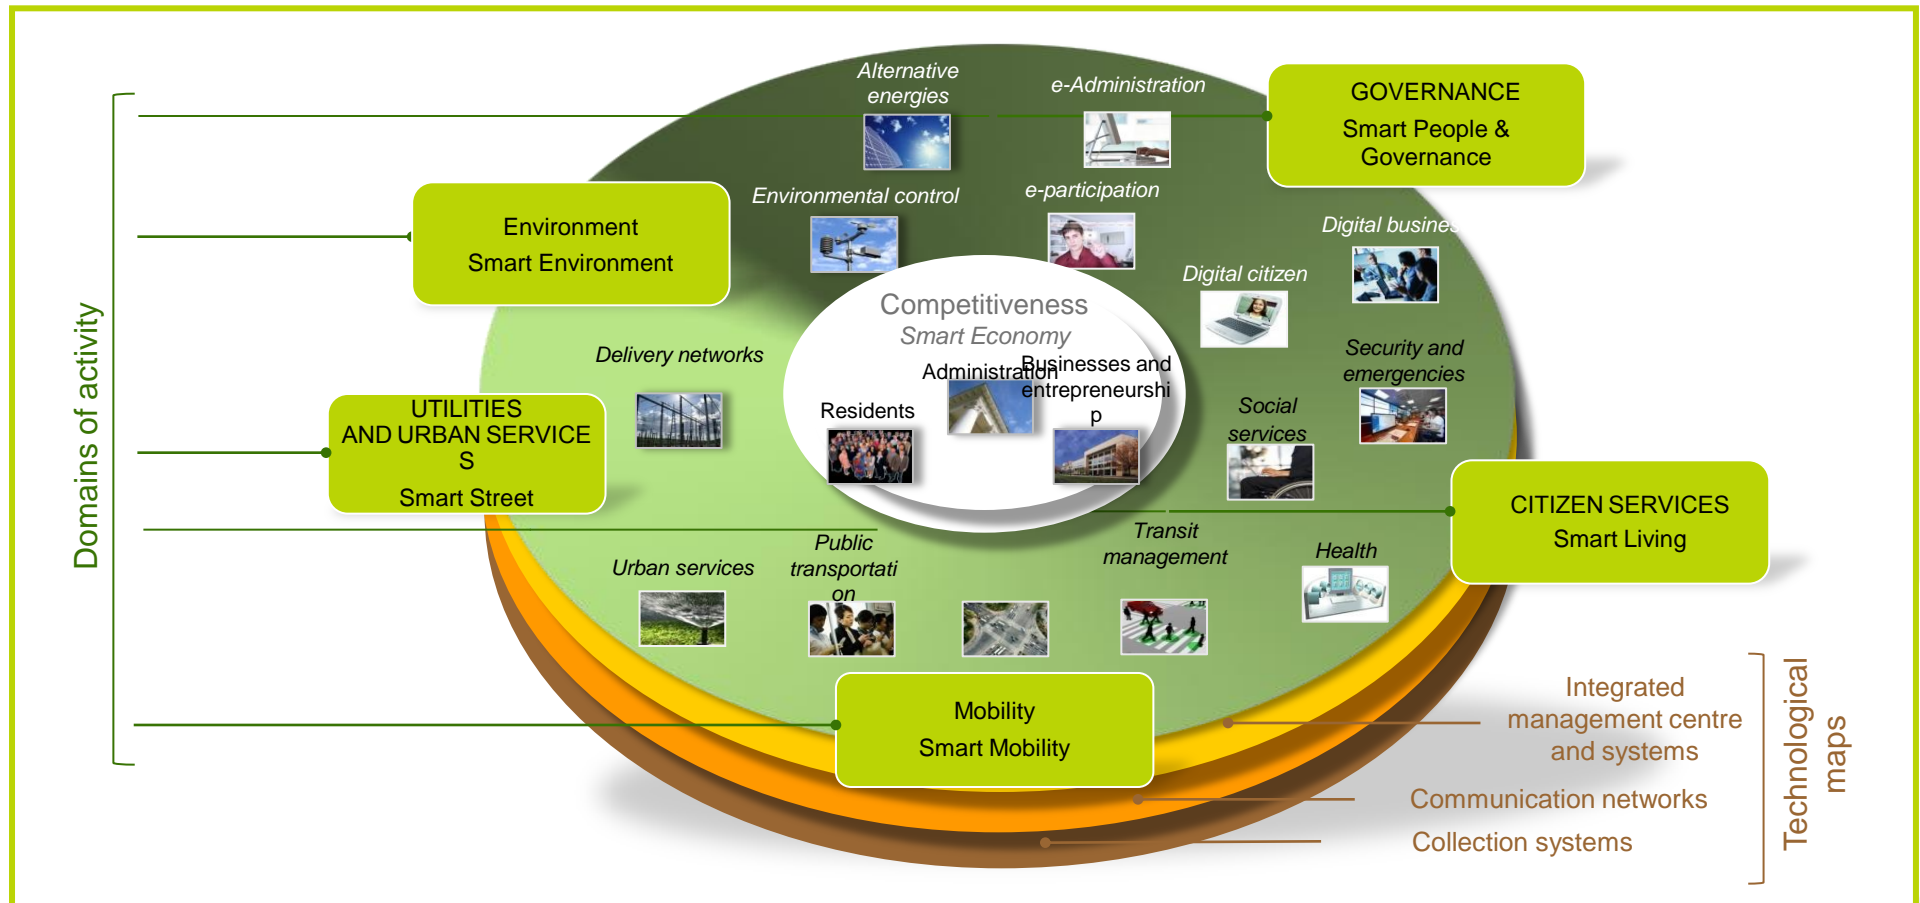 Alternative
energies
e-Administration
GOVERNANCE
Smart People &
Governance
Environmental control
e-participation
Environment
Smart Environment
Digital busines
Digital citizen
Domains of activity
Competitiveness
Smart Economy
Delivery networks
Administration
Businesses and
entrepreneurshi
p
Residents
Security and
emergencies
Social
services
UTILITIES
AND URBAN SERVICE
S
Smart Street
CITIZEN SERVICES
Smart Living
Urban services
Public
transportati
on
Transit
management
Health
Mobility
Smart Mobility
Integrated
management centre
and systems
Communication networks
Collection systems
Technological
maps